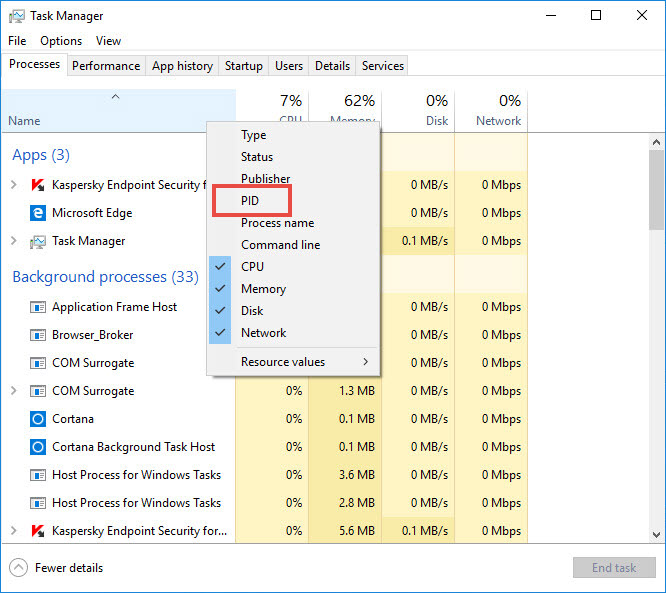 Task Manager
File Options View
Processes Performance App history Startup Users Details Services
7% 62% 0% 0%
Name CPU Memory Disk Network
Type
Status
Publisher
PID
Process name
Command line
CPU
Memory
Disk
Network
Resource values
Apps (3)
Kaspersky Endpoint Security f 0 MB/s 0 Mbps
Microsoft Edge 0 MB/s 0 Mbps
Task Manager 0.1 MB/s 0 Mbps
Background processes (33)
Application Frame Host 0 MB/s 0 Mbps
Browser_Broker 0 MB/s 0 Mbps
COM Surrogate 0 MB/s 0 Mbps
COM Surrogate 0% 1.3 MB 0 MB/s 0 Mbps
Cortana 0% 0.1 MB 0 MB/s 0 Mbps
Cortana Background Task Host 0% 0.1 MB 0 MB/s 0 Mbps
Host Process for Windows Tasks 0% 3.6 MB 0 MB/s 0 Mbps
Host Process for Windows Tasks 0% 2.8 MB 0 MB/s 0 Mbps
Kaspersky Endpoint Security for... 0% 5.6 MB 0.1 MB/s 0 Mbps
Fewer details End task